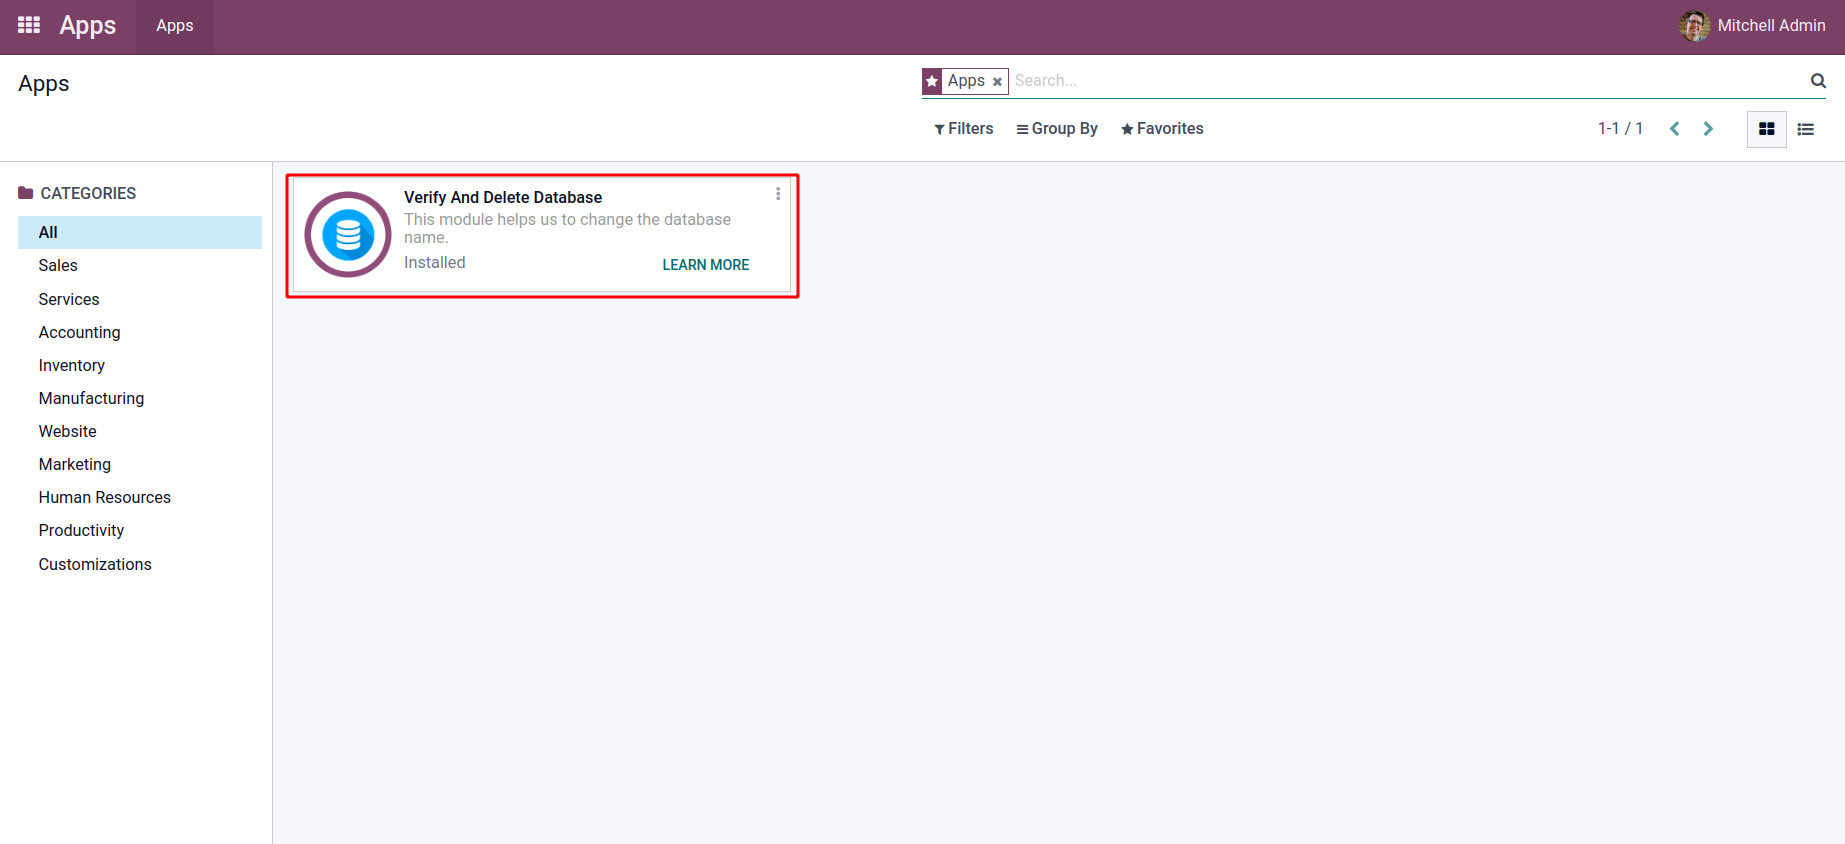 Apps
Apps
Mitchell Admin
Apps
Apps
Search...
Filters
Group By
Favorites
1-1 / 1
CATEGORIES
All
Sales
Services
Accounting
Inventory
Manufacturing
Website
Marketing
Human Resources
Productivity
Customizations
Verify And Delete Database
This module helps us to change the database
name.
Installed
LEARN MORE